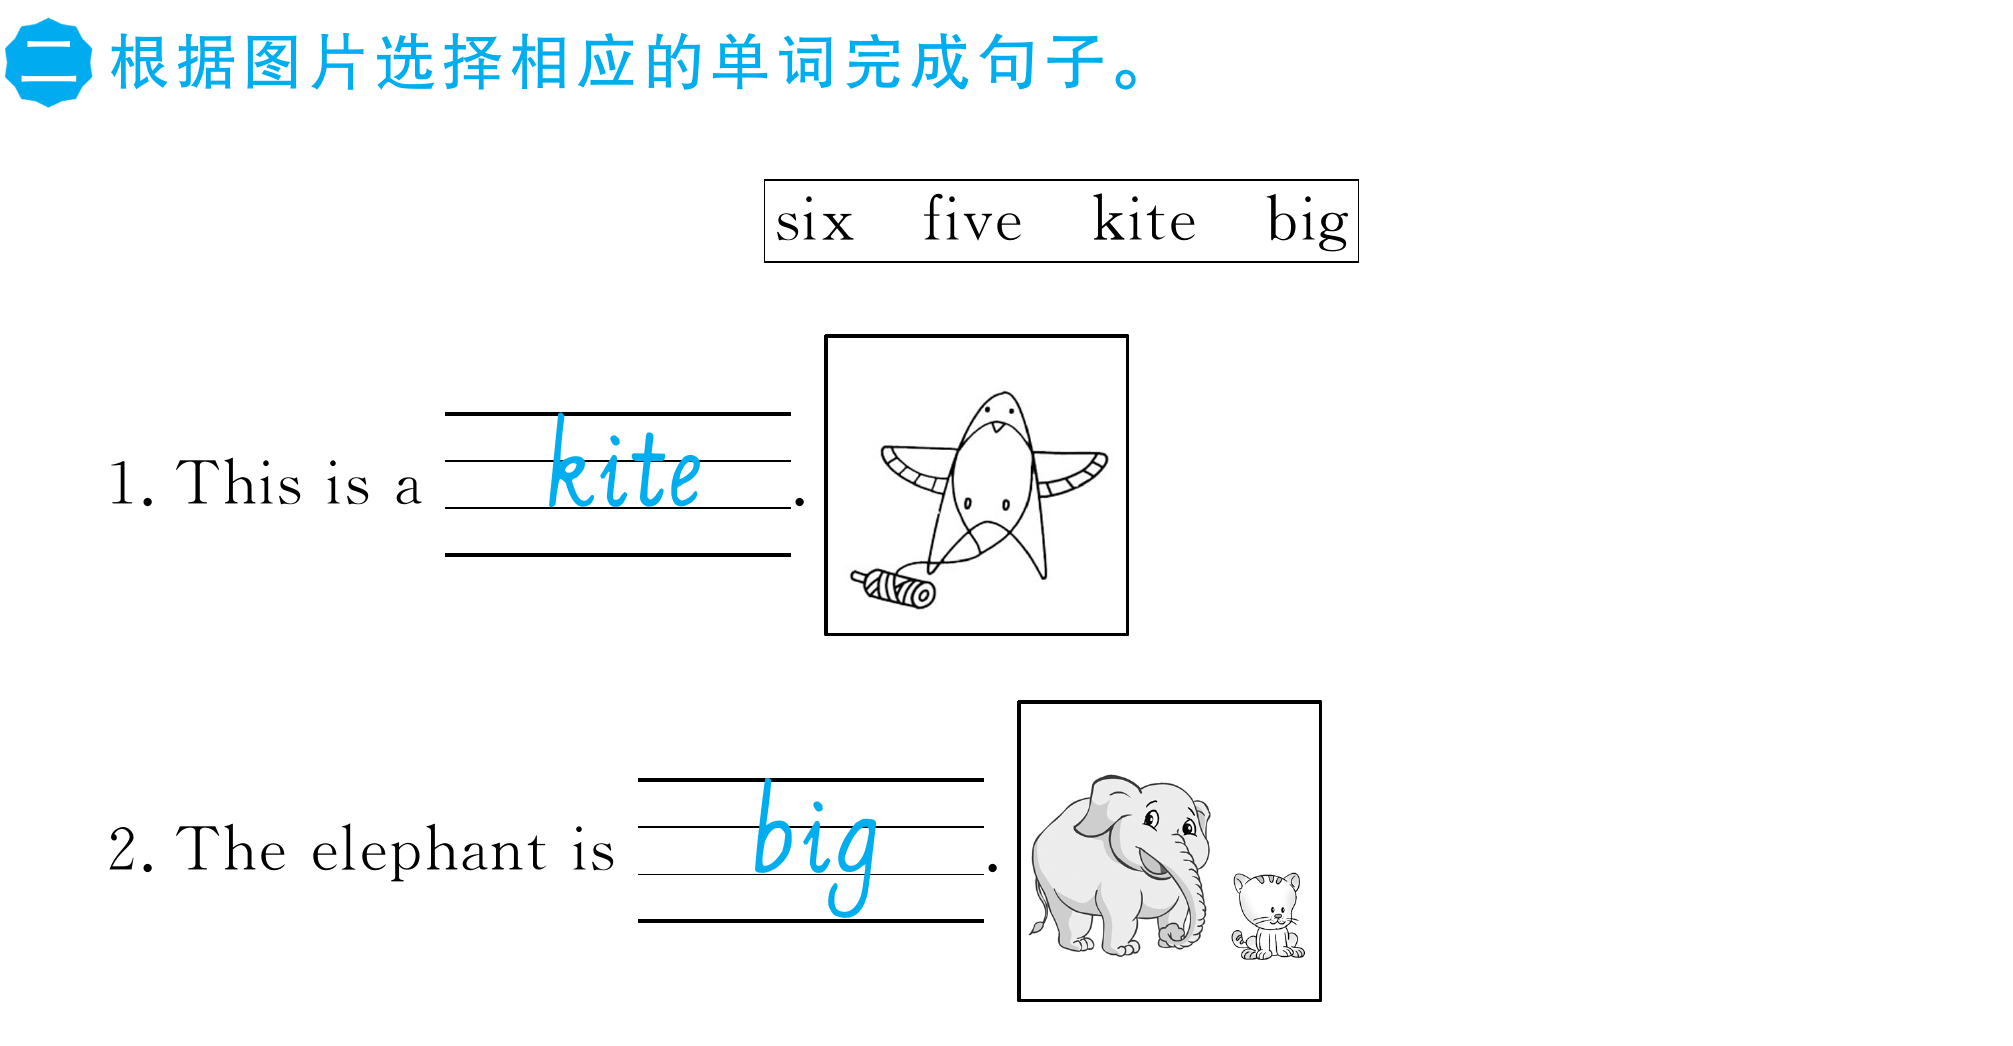 二 根据图片选择相应的单词完成句子。
six five kite big
1. This is a kite.
2. The elephant is big.